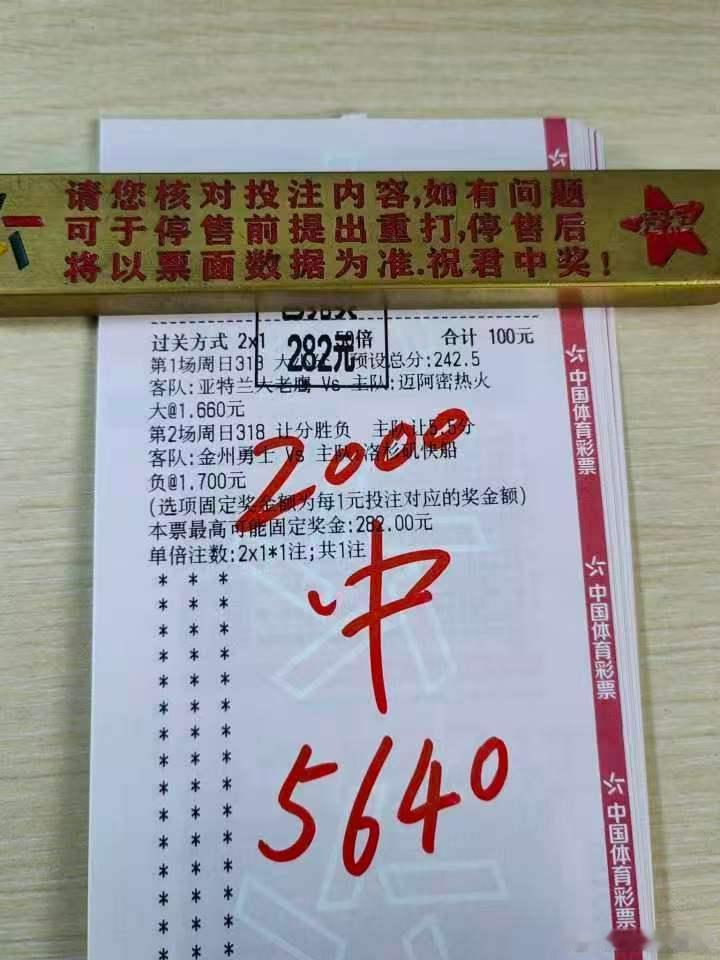 请您核对投注内容,如有问题
可于停售前提出重打,停售后
将以票面数据为准.祝君中奖!
过关方式 2x1 50倍 合计 100元
282元
第1场周日313 预设总分:242.5
客队:亚特兰大老鹰 Vs 主队:迈阿密热火
大@1.660元
第2场周日318 让分胜负 主队让5.5分
客队:金州勇士 Vs 主队:洛杉矶快船
负@1.700元
(选项固定奖金额为每1元投注对应的奖金额)
本票最高可能固定奖金:282.00元
单倍注数:2x1*1注;共1注
2000
中
5640
中国体育彩票
中国体育彩票
中国体育彩票